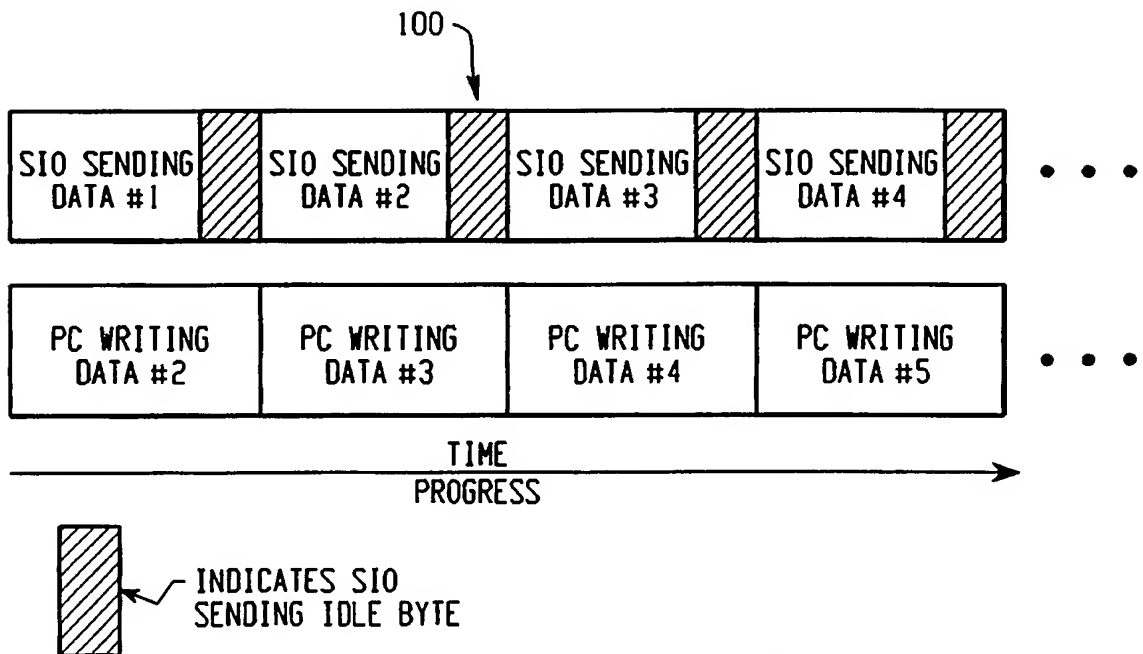 100
SIO SENDING
DATA #1
SIO SENDING
DATA #2
SIO SENDING
DATA #3
SIO SENDING
DATA #4
PC WRITING
DATA #2
PC WRITING
DATA #3
PC WRITING
DATA #4
PC WRITING
DATA #5
TIME
PROGRESS
INDICATES SIO
SENDING IDLE BYTE